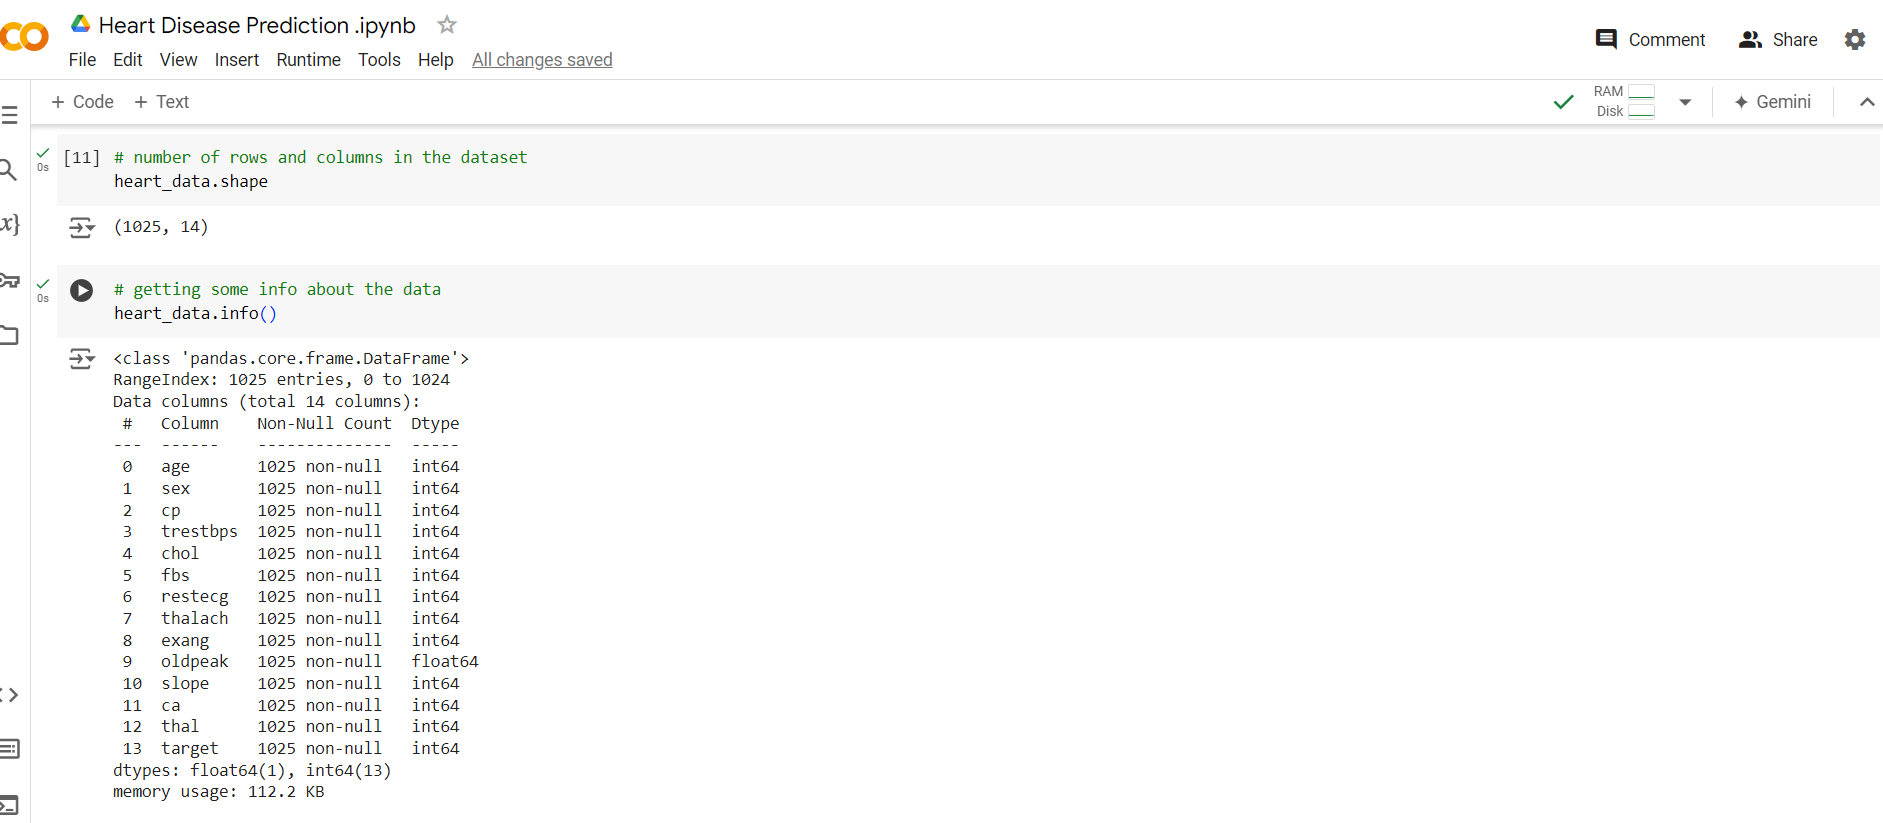 Heart Disease Prediction .ipynb
File Edit View Insert Runtime Tools Help All changes saved
Comment Share
+ Code + Text
RAM
Disk
Gemini
0s
[11] # number of rows and columns in the dataset
heart_data.shape
(1025, 14)
0s
# getting some info about the data
heart_data.info()
<class 'pandas.core.frame.DataFrame'>
RangeIndex: 1025 entries, 0 to 1024
Data columns (total 14 columns):
 #   Column    Non-Null Count  Dtype
---  ------    --------------  -----
 0   age       1025 non-null   int64
 1   sex       1025 non-null   int64
 2   cp        1025 non-null   int64
 3   trestbps  1025 non-null   int64
 4   chol      1025 non-null   int64
 5   fbs       1025 non-null   int64
 6   restecg   1025 non-null   int64
 7   thalach   1025 non-null   int64
 8   exang     1025 non-null   int64
 9   oldpeak   1025 non-null   float64
 10  slope     1025 non-null   int64
 11  ca        1025 non-null   int64
 12  thal      1025 non-null   int64
 13  target    1025 non-null   int64
dtypes: float64(1), int64(13)
memory usage: 112.2 KB